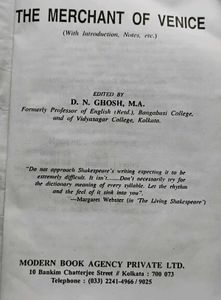 THE MERCHANT OF VENICE
(With Introduction, Notes, etc.)
EDITED BY
D. N. GHOSH, M.A.
Formerly Professor of English (Retd.), Bangabasi College,
and of Vidyasagar College, Kolkata.
"Do not approach Shakespeare's writing expecting it to be
extremely difficult. It isn't......Don't necessarily try for
the dictionary meaning of every syllable. Let the rhythm
and the feel of it sink into you".
—Margaret Webster (in 'The Living Shakespeare')
MODERN BOOK AGENCY PRIVATE LTD.
10 Bankim Chatterjee Street // Kolkata : 700 073
Telephone : (033) 2241-4966 / 9025